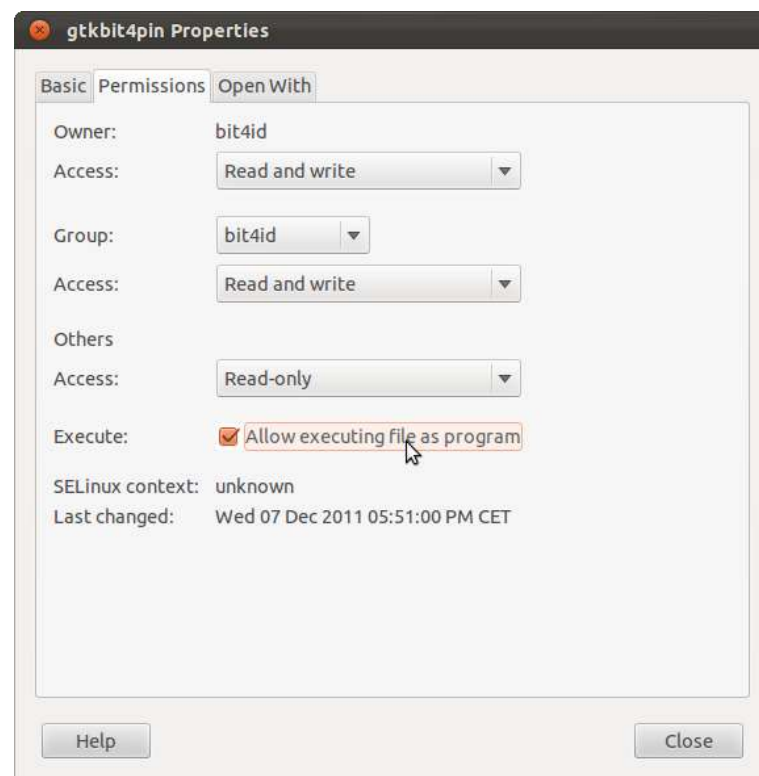 gtkbit4pin Properties
Basic Permissions Open With
Owner: bit4id
Access: Read and write
Group: bit4id
Access: Read and write
Others
Access: Read-only
Execute: Allow executing file as program
SELinux context: unknown
Last changed: Wed 07 Dec 2011 05:51:00 PM CET
Help Close